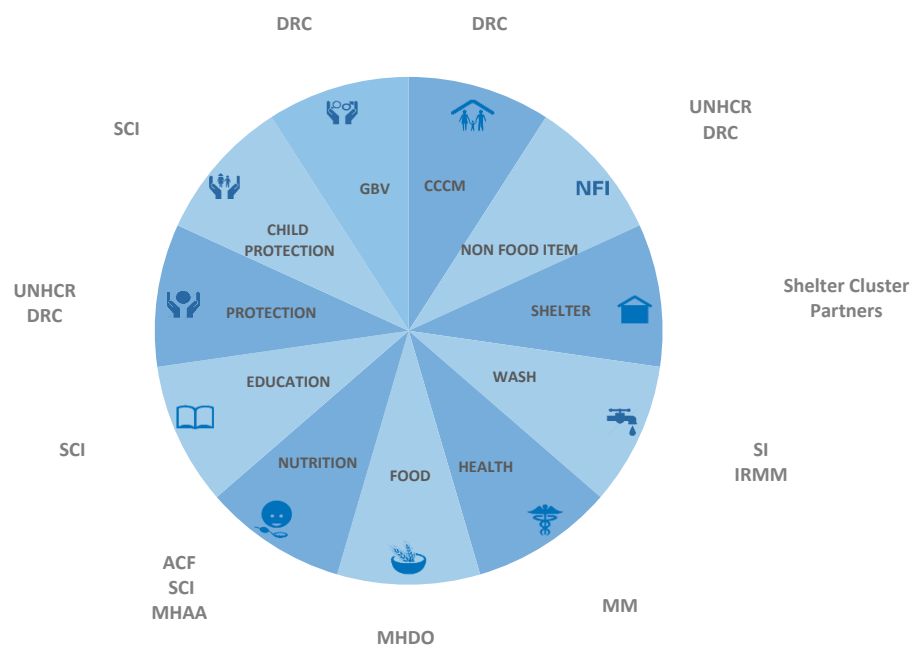 DRC
DRC
SCI
UNHCR
DRC
GBV
CCCM
NFI
CHILD
PROTECTION
NON FOOD ITEM
UNHCR
DRC
PROTECTION
SHELTER
Shelter Cluster
Partners
EDUCATION
WASH
SCI
NUTRITION
FOOD
HEALTH
SI
IRMM
ACF
SCI
MHAA
MHDO
MM